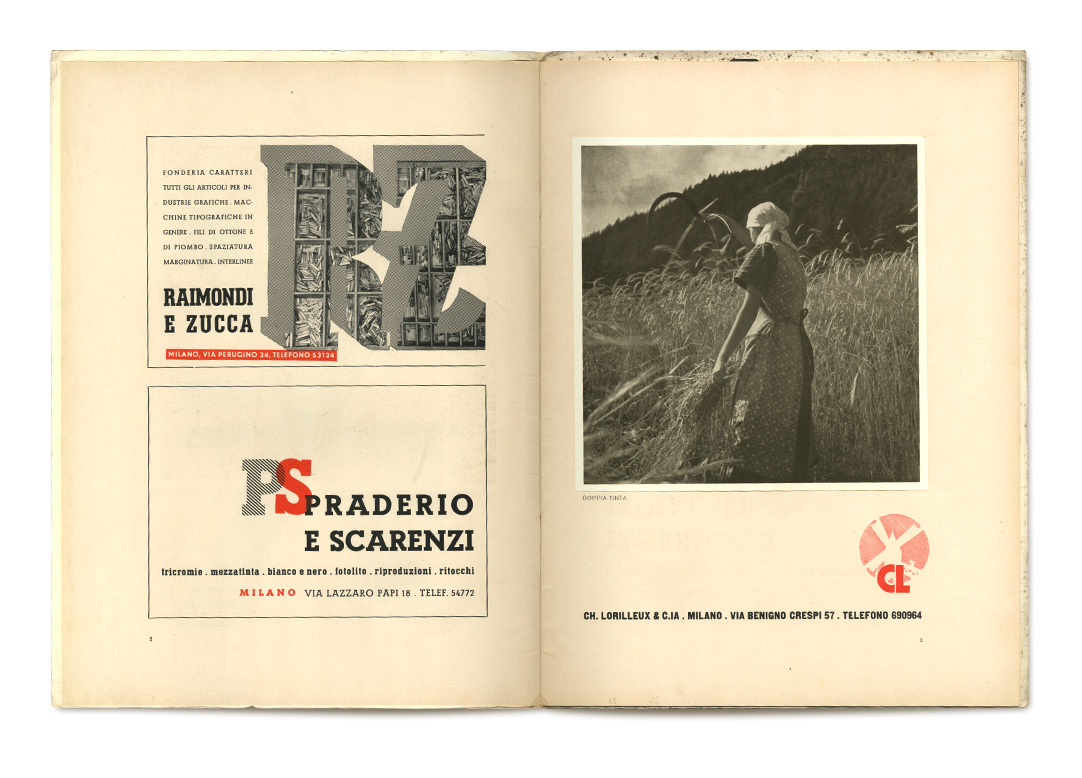 FONDERIA CARATTERI
TUTTI GLI ARTICOLI PER IN-
DUSTRIE GRAFICHE . MAC-
CHINE TIPOGRAFICHE IN
GENERE . FILI DI OTTONE E
DI PIOMBO . SPAZIATURA
MARGINATURA . INTERLINEE
RZ
RAIMONDI
E ZUCCA
MILANO, VIA PERUGINO 24, TELEFONO 53124
PS
PRADERIO
E SCARENZI
tricromie . mezzatinta . bianco e nero . fotolito . riproduzioni . ritocchi
MILANO VIA LAZZARO PAPI 18 . TELEF. 54772
2
DOPPIA TINTA
CL
CH. LORILLEUX & C.IA . MILANO . VIA BENIGNO CRESPI 57 . TELEFONO 690964
3